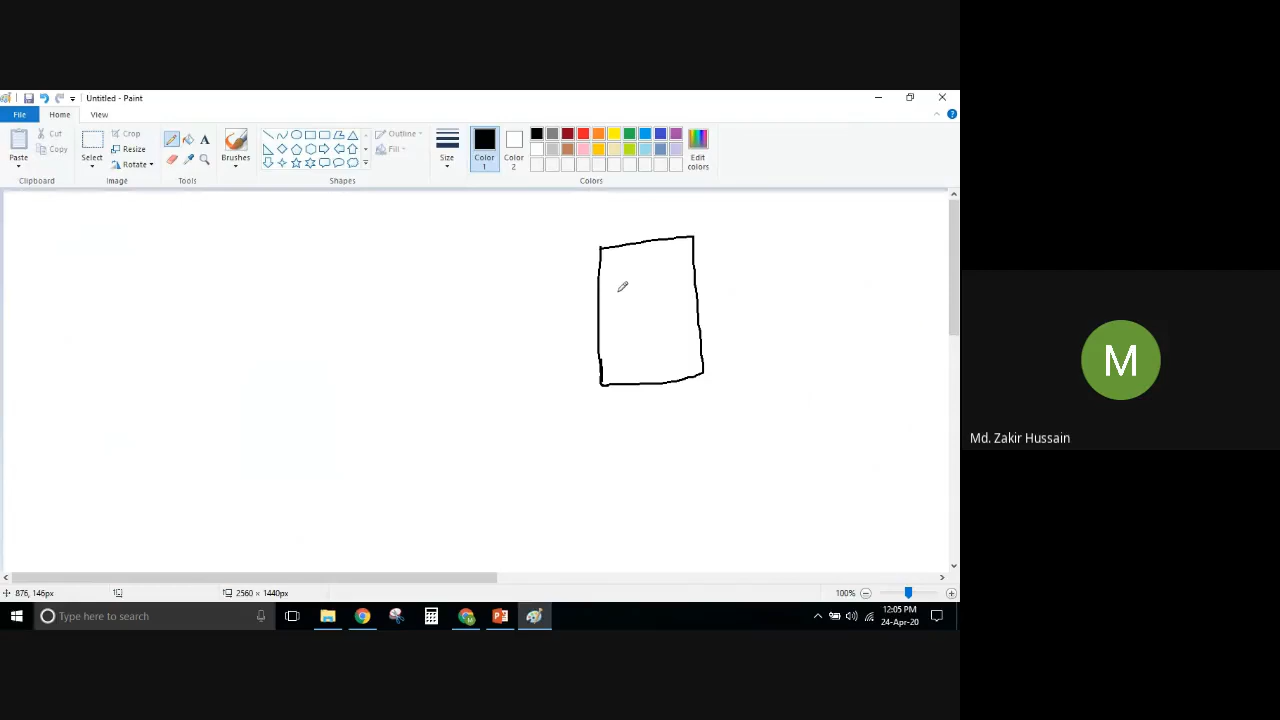 Untitled - Paint
File Home View
Paste
Cut
Copy
Clipboard
Select
Crop
Resize
Rotate
Image
A
Tools
Brushes
Outline
Fill
Shapes
Size
Color 1
Color 2
Edit colors
Colors
M
Md. Zakir Hussain
876, 146px
2560 × 1440px
100%
Type here to search
12:05 PM
24-Apr-20